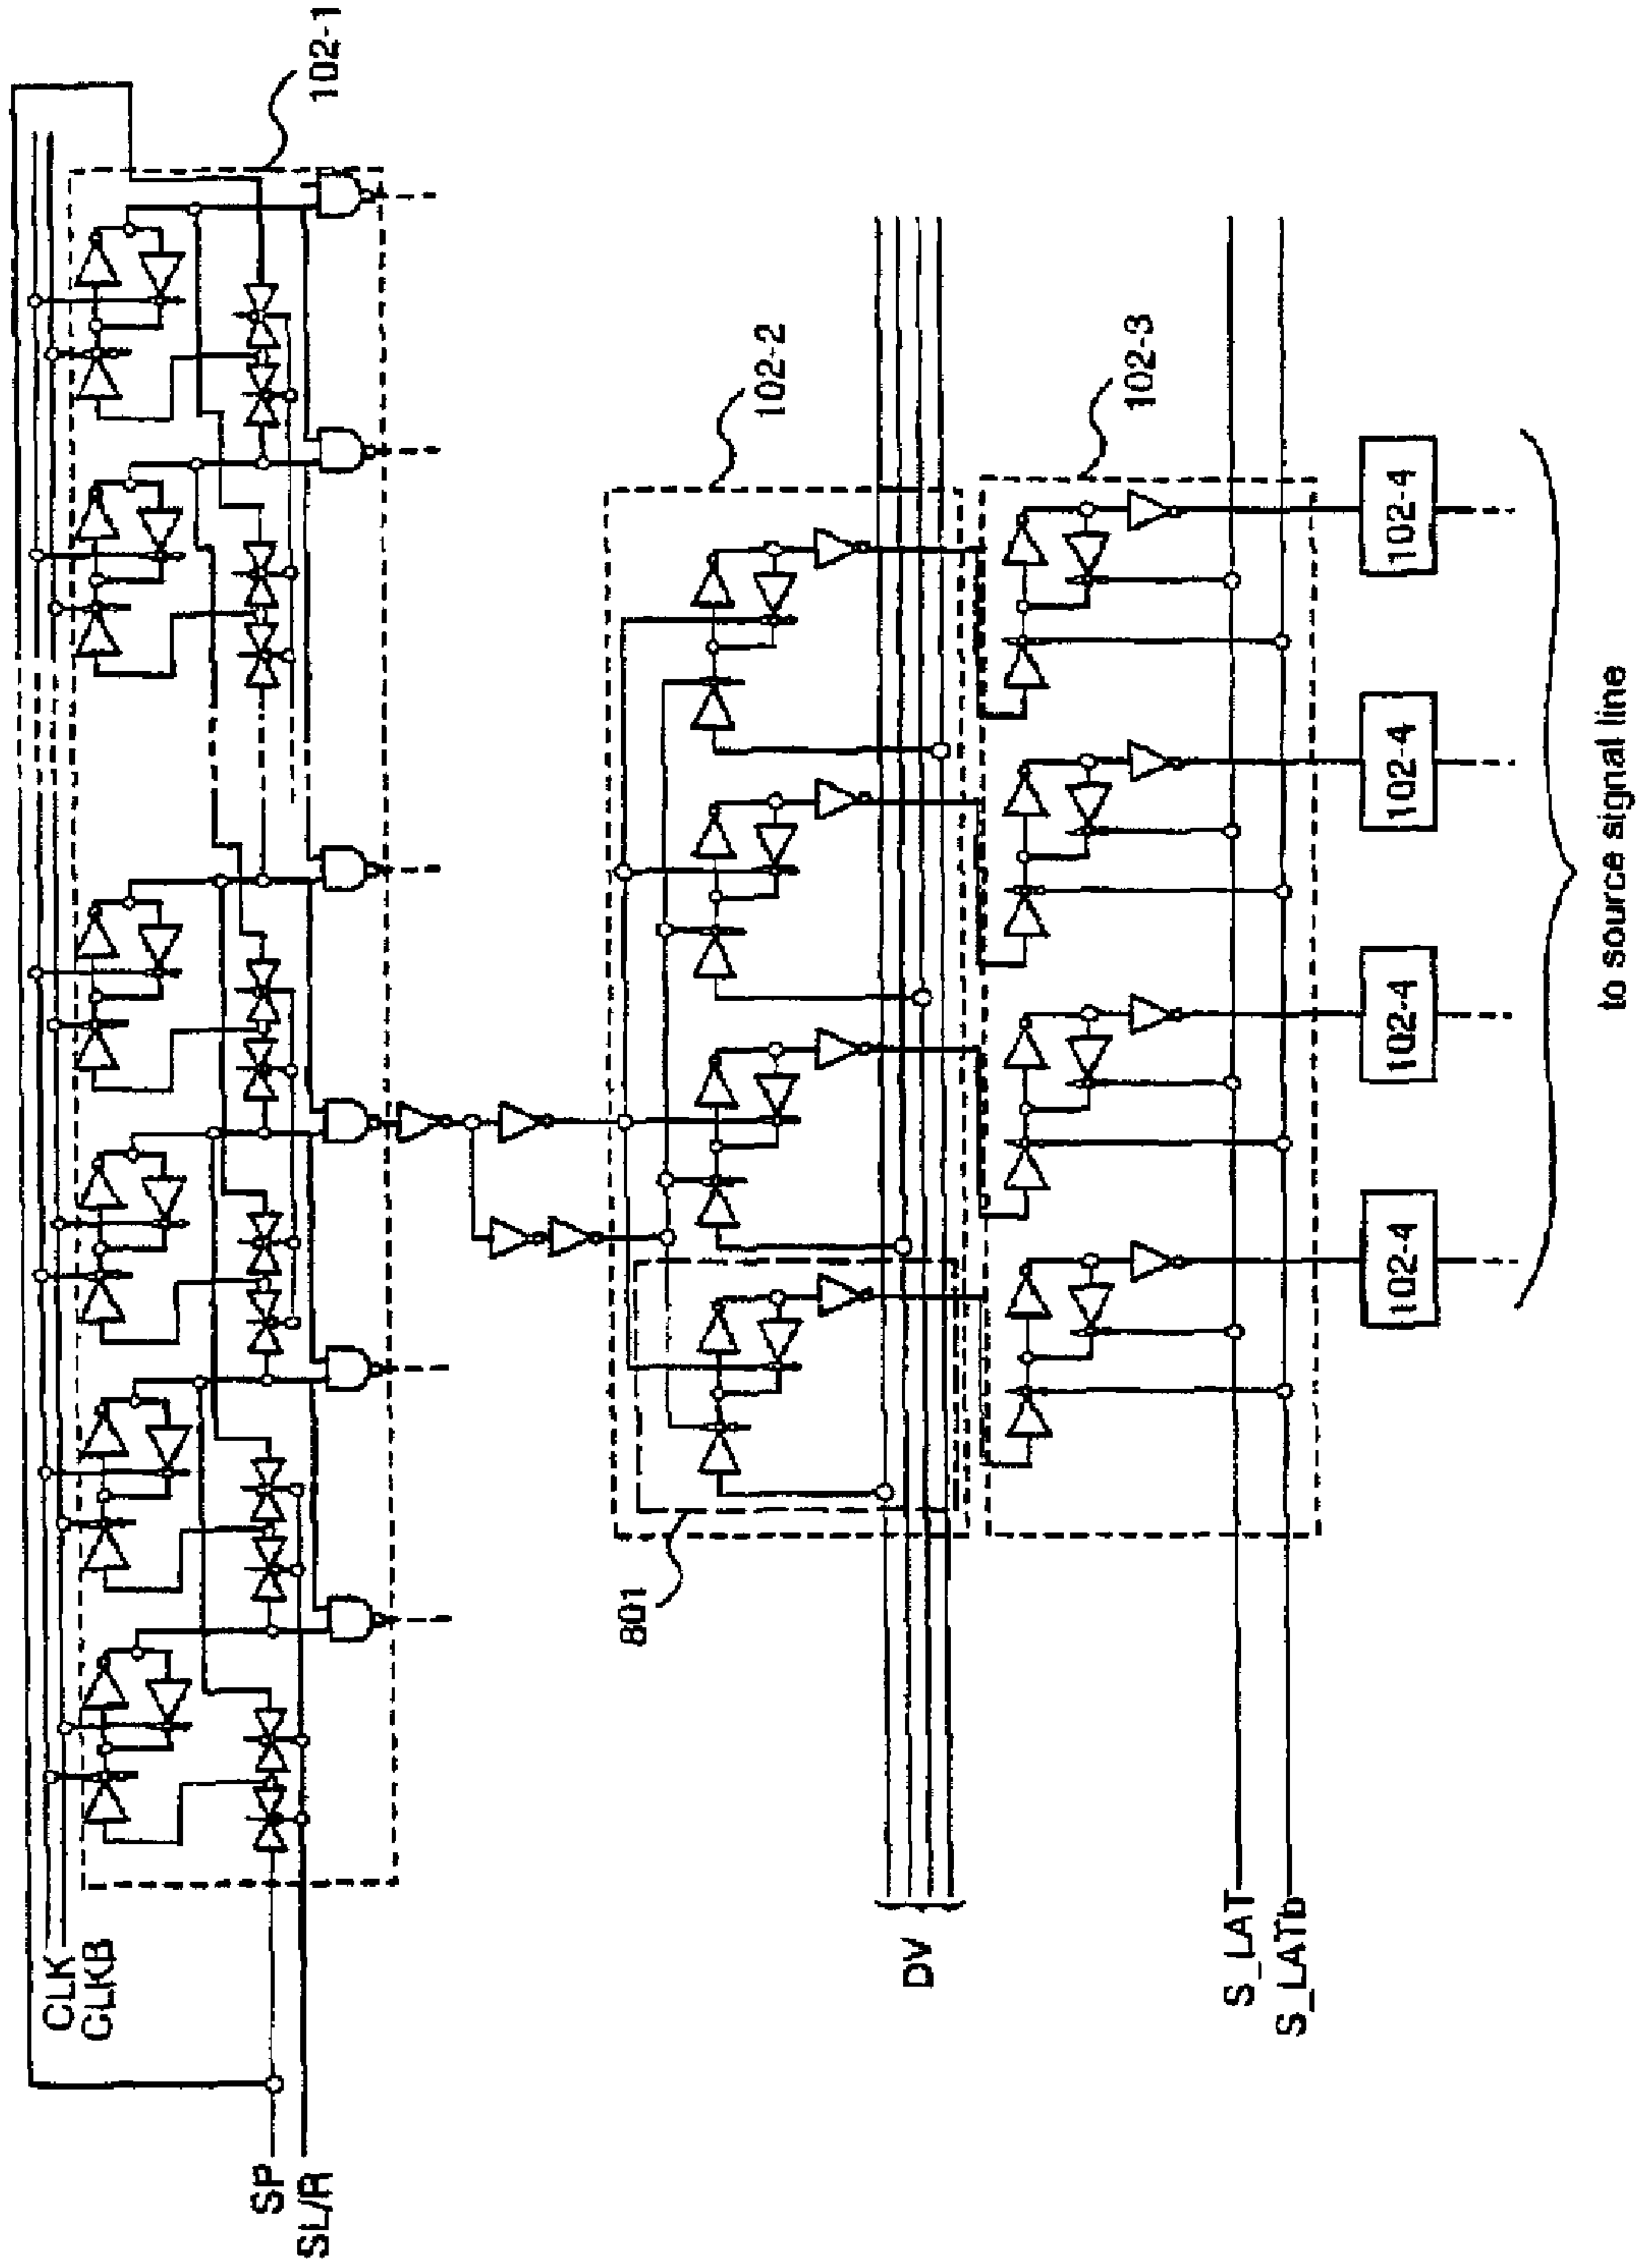 102-1
CLK
CLKB
SP
SL/R
102-2
801
DV
102-3
S_LAT
S_LATb
102-4
102-4
102-4
102-4
to source signal line